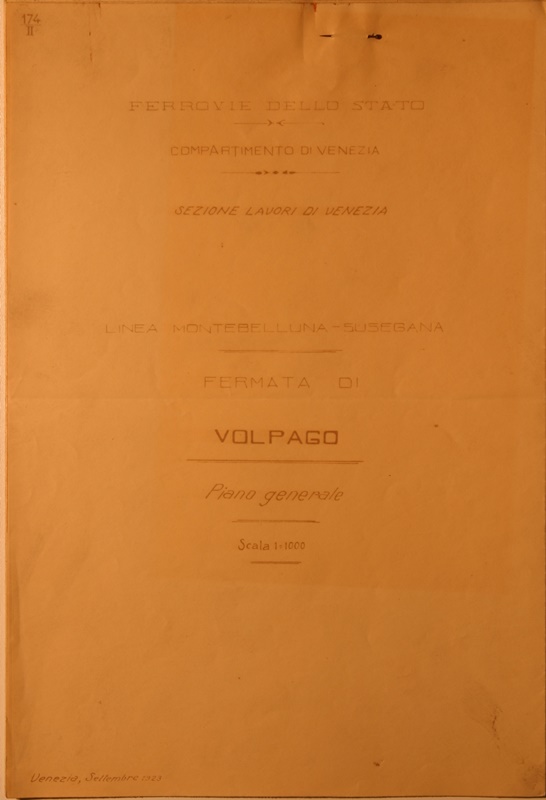 174
II
FERROVIE DELLO STATO
COMPARTIMENTO DI VENEZIA
SEZIONE LAVORI DI VENEZIA
LINEA MONTEBELLUNA-SUSEGANA
FERMATA DI
VOLPAGO
Piano generale
Scala 1:1000
Venezia, Settembre